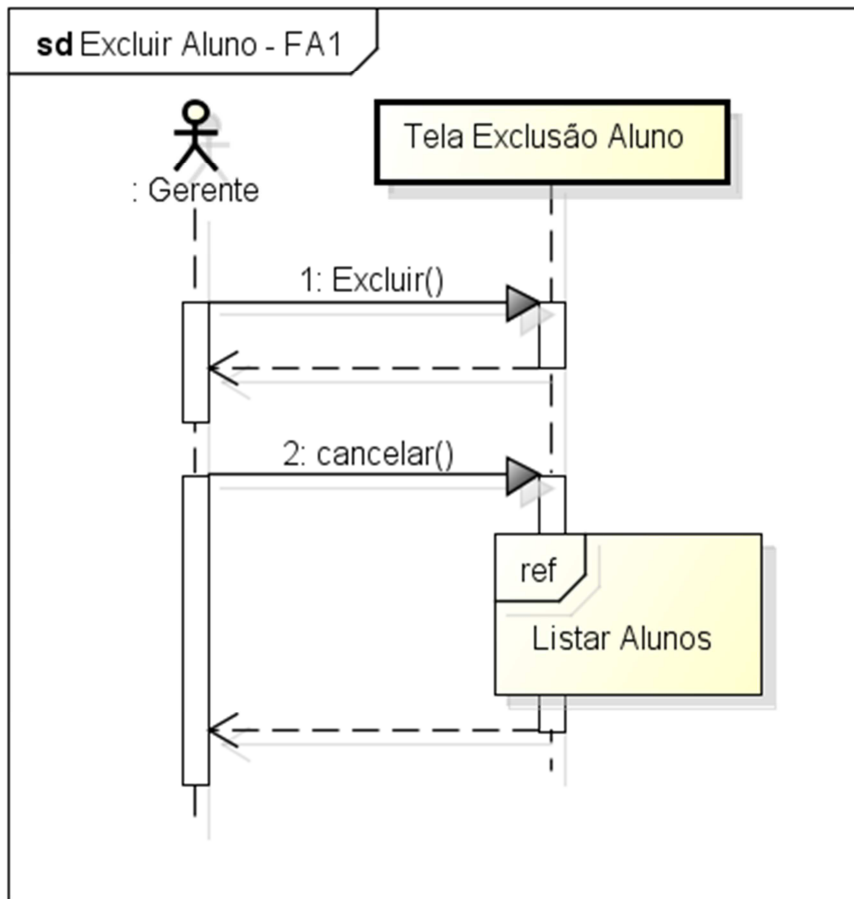 sd Excluir Aluno - FA1
Tela Exclusão Aluno
: Gerente
1: Excluir()
2: cancelar()
ref
Listar Alunos